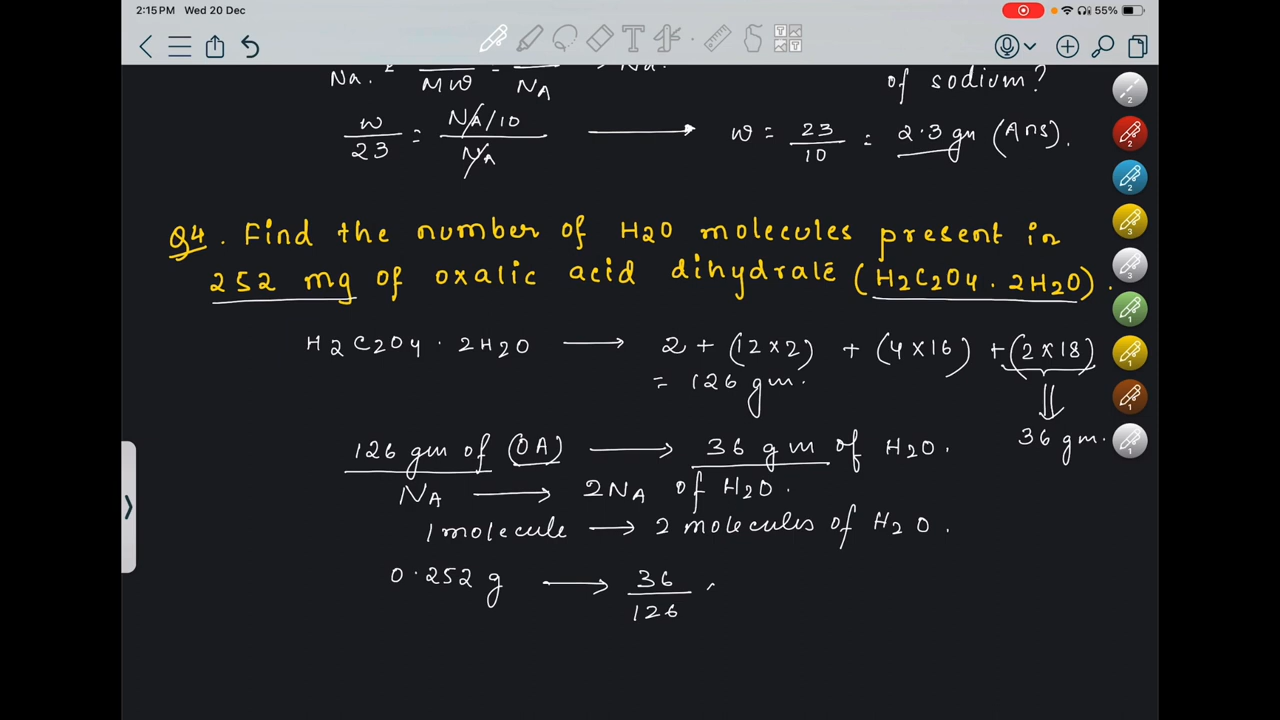 2:15PM Wed 20 Dec
55%
Na.
MW
NA
of sodium?
w/23 = NA/10 / NA → w = 23/10 = 2.3 gm (Ans).
Q4. Find the number of H2O molecules present in
252 mg of oxalic acid dihydrate (H2C2O4 . 2H2O).
H2C2O4 . 2H2O → 2 + (12×2) + (4×16) + (2×18)
= 126 gm.
36 gm.
126 gm of (OA) → 36 gm of H2O.
NA → 2NA of H2O.
1 molecule → 2 molecules of H2O.
0.252 g → 36/126